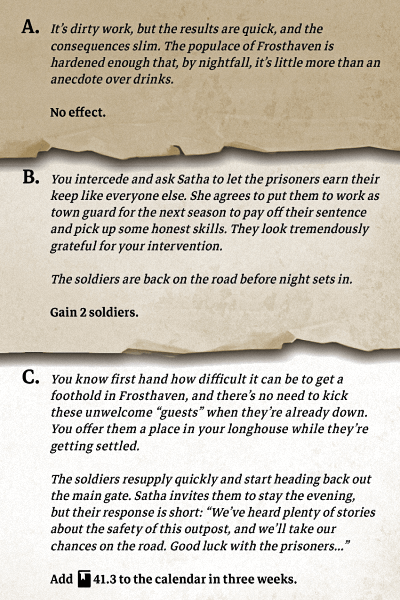 A. It's dirty work, but the results are quick, and the
consequences slim. The populace of Frosthaven is
hardened enough that, by nightfall, it's little more than an
anecdote over drinks.
No effect.
B. You intercede and ask Satha to let the prisoners earn their
keep like everyone else. She agrees to put them to work as
town guard for the next season to pay off their sentence
and pick up some honest skills. They look tremendously
grateful for your intervention.
The soldiers are back on the road before night sets in.
Gain 2 soldiers.
C. You know first hand how difficult it can be to get a
foothold in Frosthaven, and there's no need to kick
these unwelcome “guests” when they're already down.
You offer them a place in your longhouse while they're
getting settled.
The soldiers resupply quickly and start heading back out
the main gate. Satha invites them to stay the evening,
but their response is short: “We've heard plenty of stories
about the safety of this outpost, and we'll take our
chances on the road. Good luck with the prisoners...”
Add 41.3 to the calendar in three weeks.